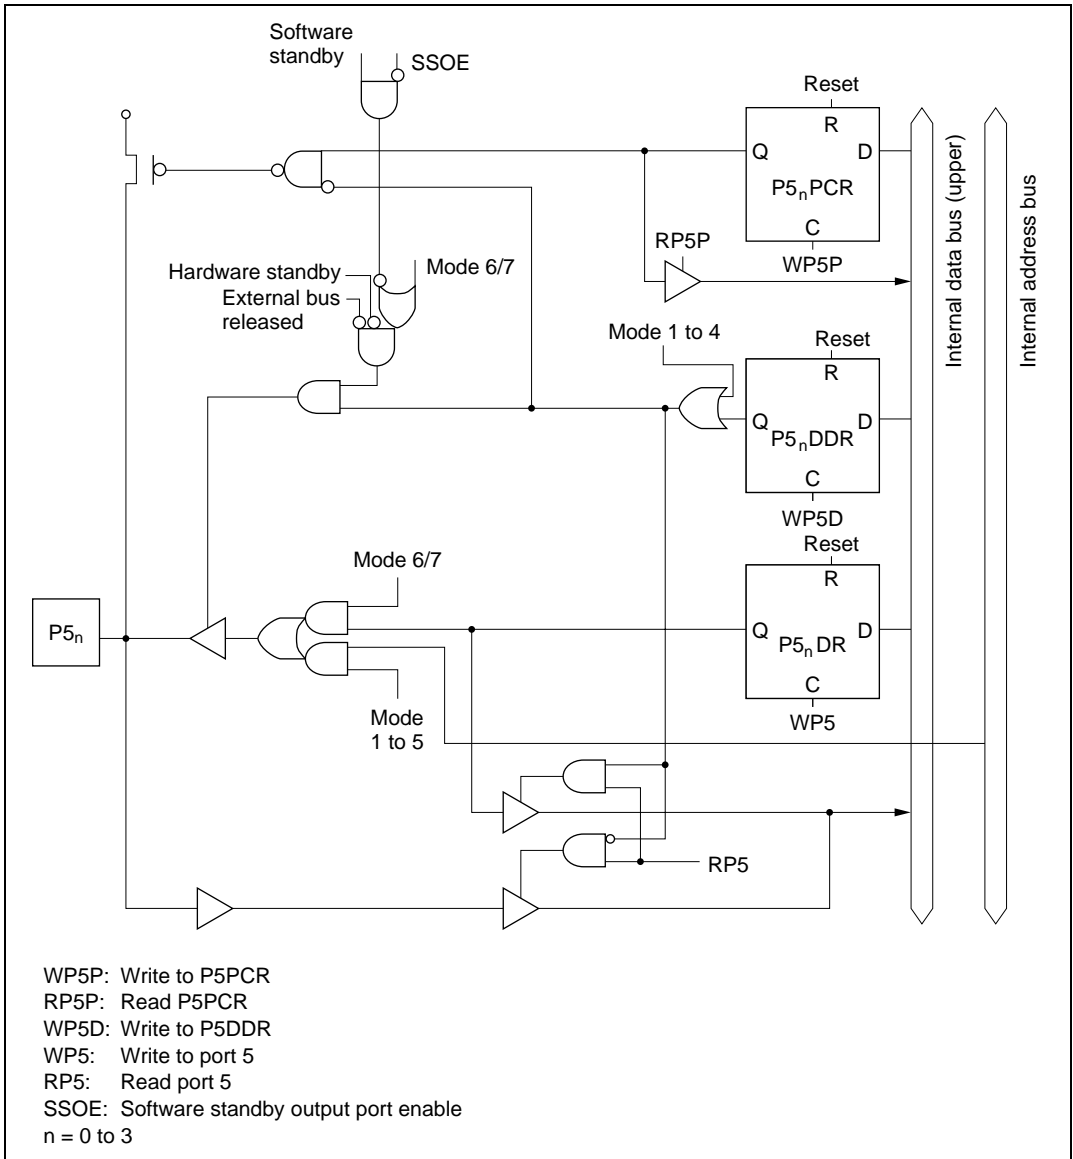 Software
standby
SSOE
Reset
R
Q
D
P5nPCR
C
WP5P
RP5P
Hardware standby
Mode 6/7
External bus
released
Mode 1 to 4
Reset
R
Q
D
P5nDDR
C
WP5D
Reset
R
Q
D
P5nDR
C
WP5
Mode 6/7
P5n
Mode
1 to 5
RP5
Internal data bus (upper)
Internal address bus
WP5P: Write to P5PCR
RP5P: Read P5PCR
WP5D: Write to P5DDR
WP5: Write to port 5
RP5: Read port 5
SSOE: Software standby output port enable
n = 0 to 3